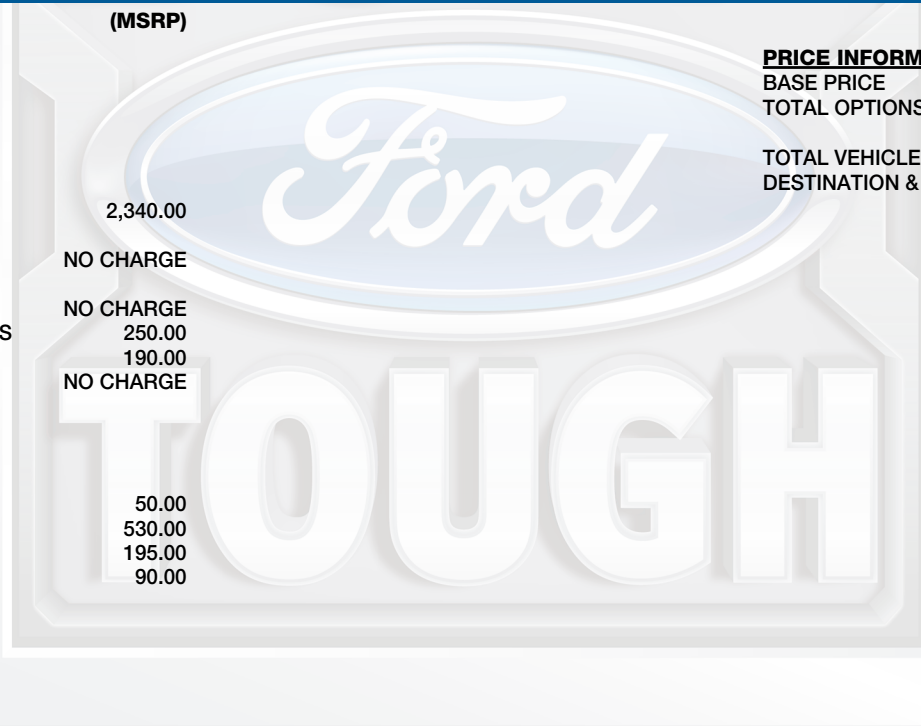 (MSRP)
2,340.00
NO CHARGE
NO CHARGE
S 250.00
190.00
NO CHARGE
50.00
530.00
195.00
90.00
PRICE INFORM
BASE PRICE
TOTAL OPTIONS
TOTAL VEHICLE
DESTINATION &
Ford
TOUGH